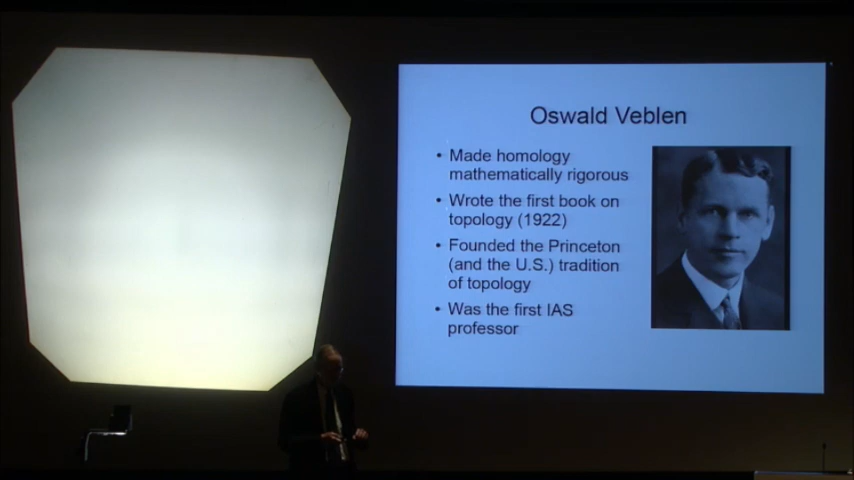 Oswald Veblen
• Made homology
mathematically rigorous
• Wrote the first book on
topology (1922)
• Founded the Princeton
(and the U.S.) tradition
of topology
• Was the first IAS
professor